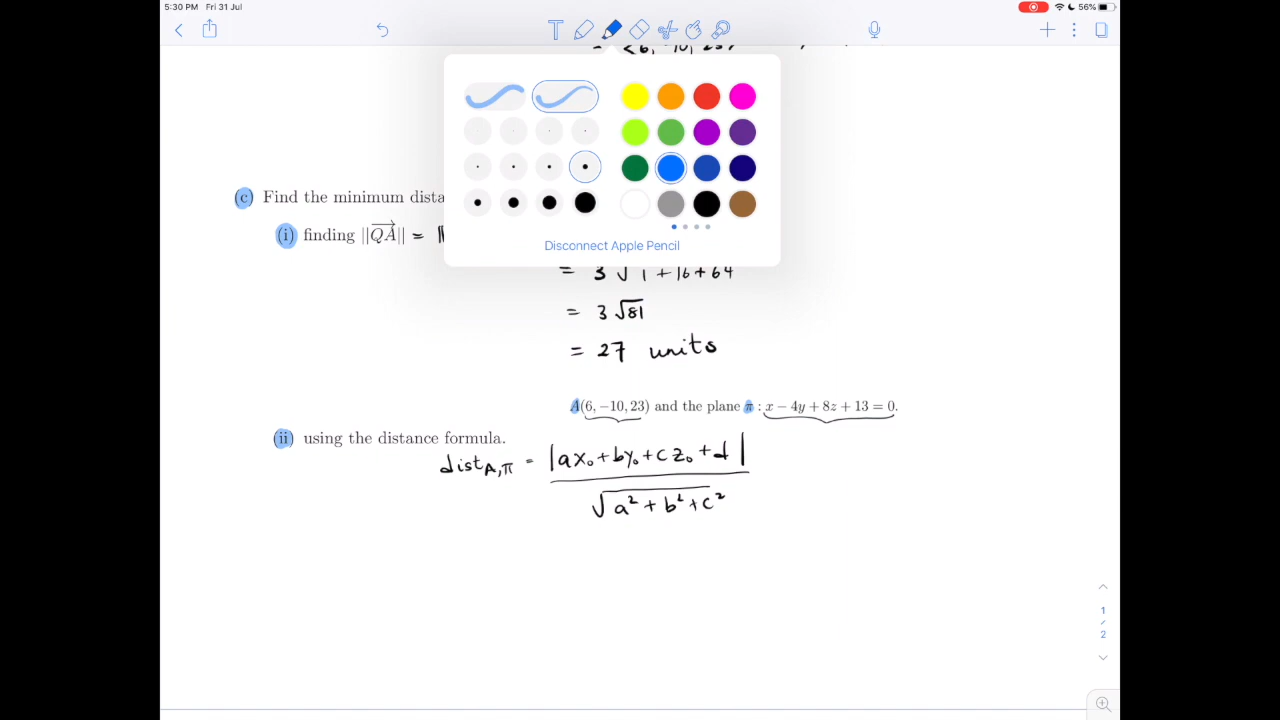 5:30 PM Fri 31 Jul
56%
T
(c) Find the minimum dista
(i) finding ||QA|| =
Disconnect Apple Pencil
= 3 √1 + 16 + 64
= 3 √81
= 27 units
A(6, −10, 23) and the plane π : x − 4y + 8z + 13 = 0.
(ii) using the distance formula.
dist A,π = |ax₀ + by₀ + cz₀ + d|
√a² + b² + c²
1
/
2